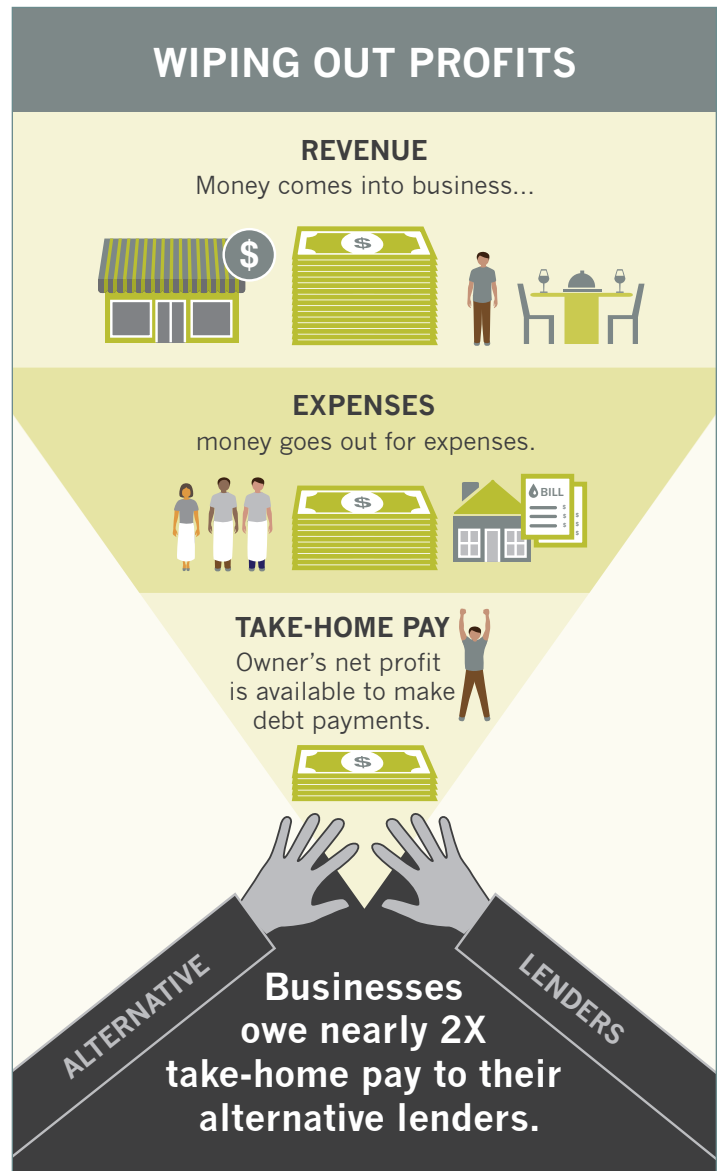 WIPING OUT PROFITS
REVENUE
Money comes into business...
$
$
EXPENSES
money goes out for expenses.
$
BILL
$
$
$
$
$
$
TAKE-HOME PAY
Owner's net profit
is available to make
debt payments.
$
ALTERNATIVE
LENDERS
Businesses
owe nearly 2X
take-home pay to their
alternative lenders.